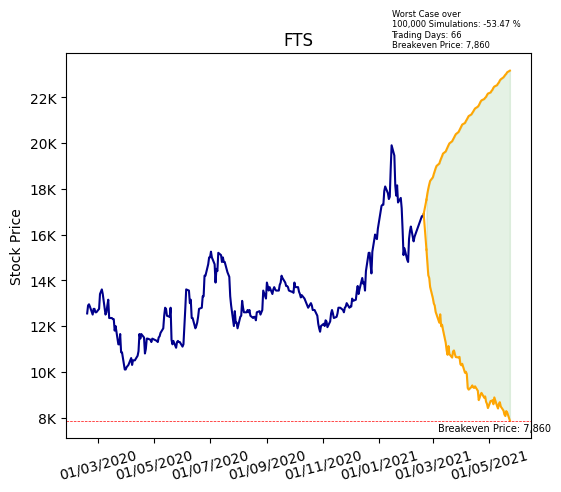 Worst Case over
100,000 Simulations: -53.47 %
Trading Days: 66
Breakeven Price: 7,860
FTS
Stock Price
22K
20K
18K
16K
14K
12K
10K
8K
Breakeven Price: 7,860
01/03/2020
01/05/2020
01/07/2020
01/09/2020
01/11/2020
01/01/2021
01/03/2021
01/05/2021